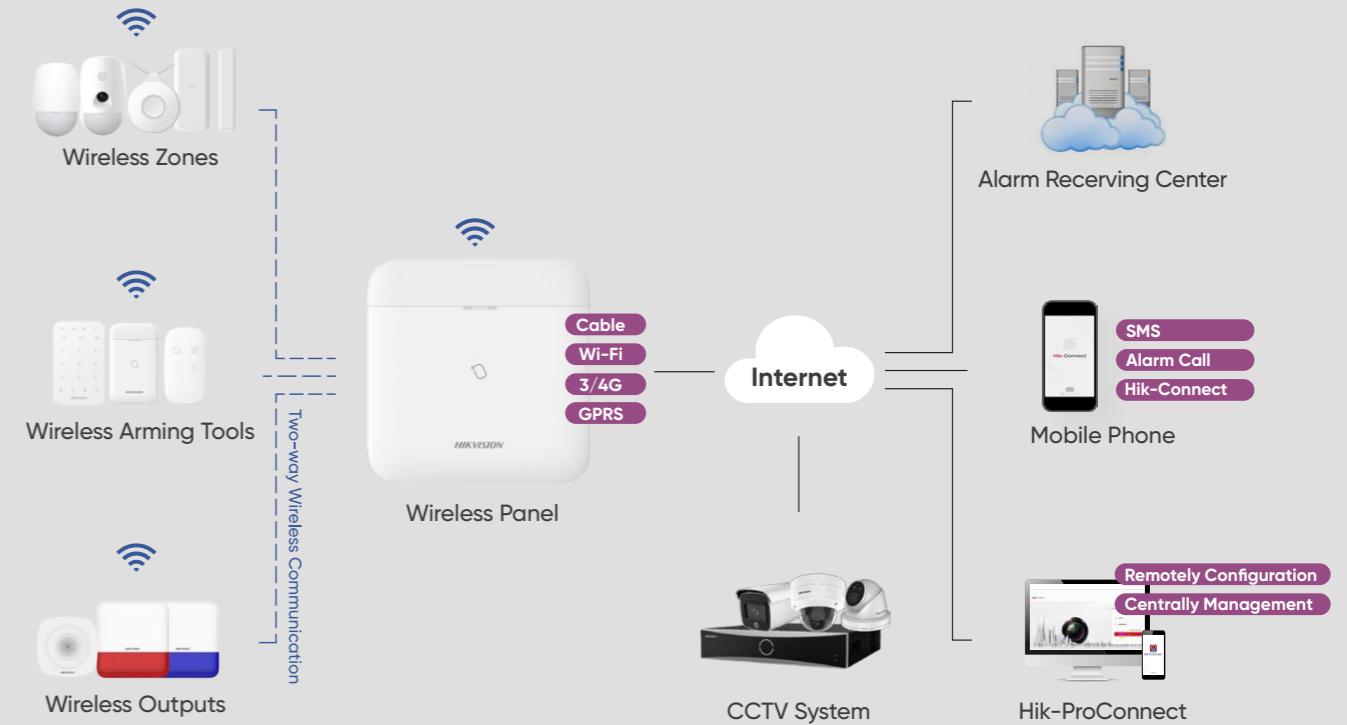 Wireless Zones
Wireless Arming Tools
Wireless Outputs
Two-way Wireless Communication
Cable
Wi-Fi
3/4G
GPRS
HIKVISION
Wireless Panel
Internet
CCTV System
Alarm Recerving Center
Hik-Connect
SMS
Alarm Call
Hik-Connect
Mobile Phone
Remotely Configuration
Centrally Management
Hik-ProConnect